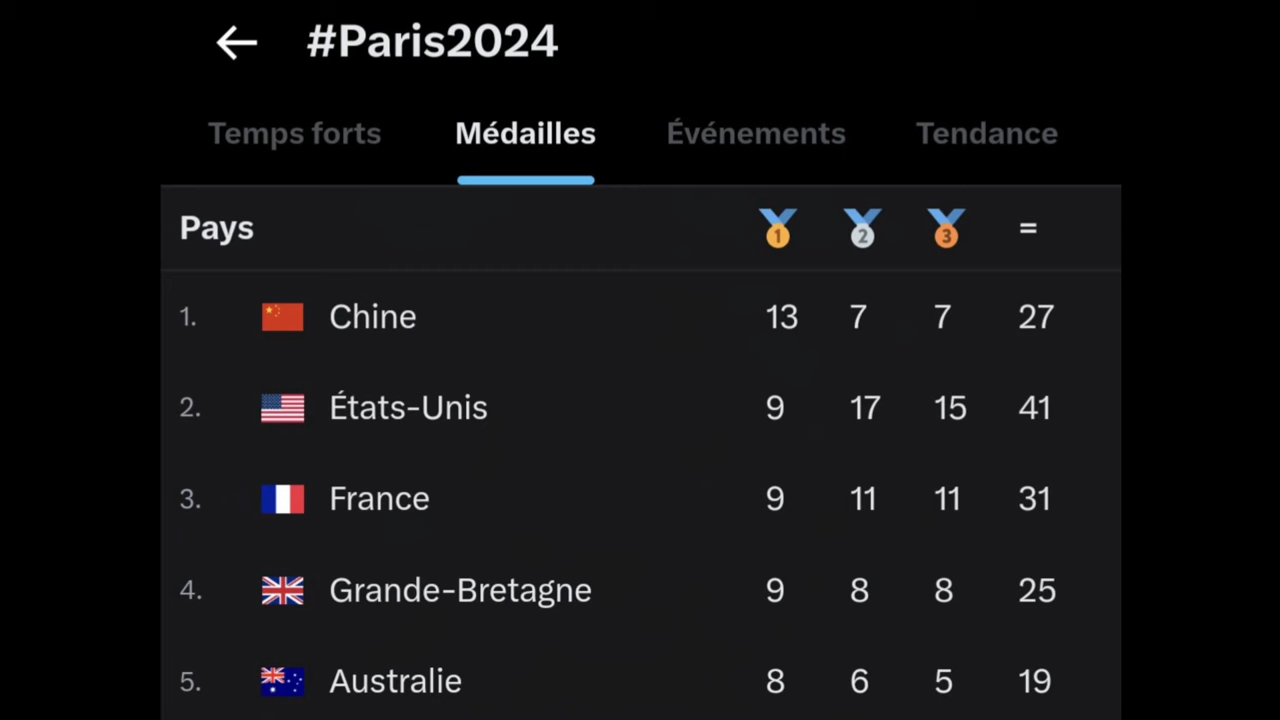 #Paris2024
Temps forts Médailles Événements Tendance
Pays 1 2 3 =
1. Chine 13 7 7 27
2. États-Unis 9 17 15 41
3. France 9 11 11 31
4. Grande-Bretagne 9 8 8 25
5. Australie 8 6 5 19